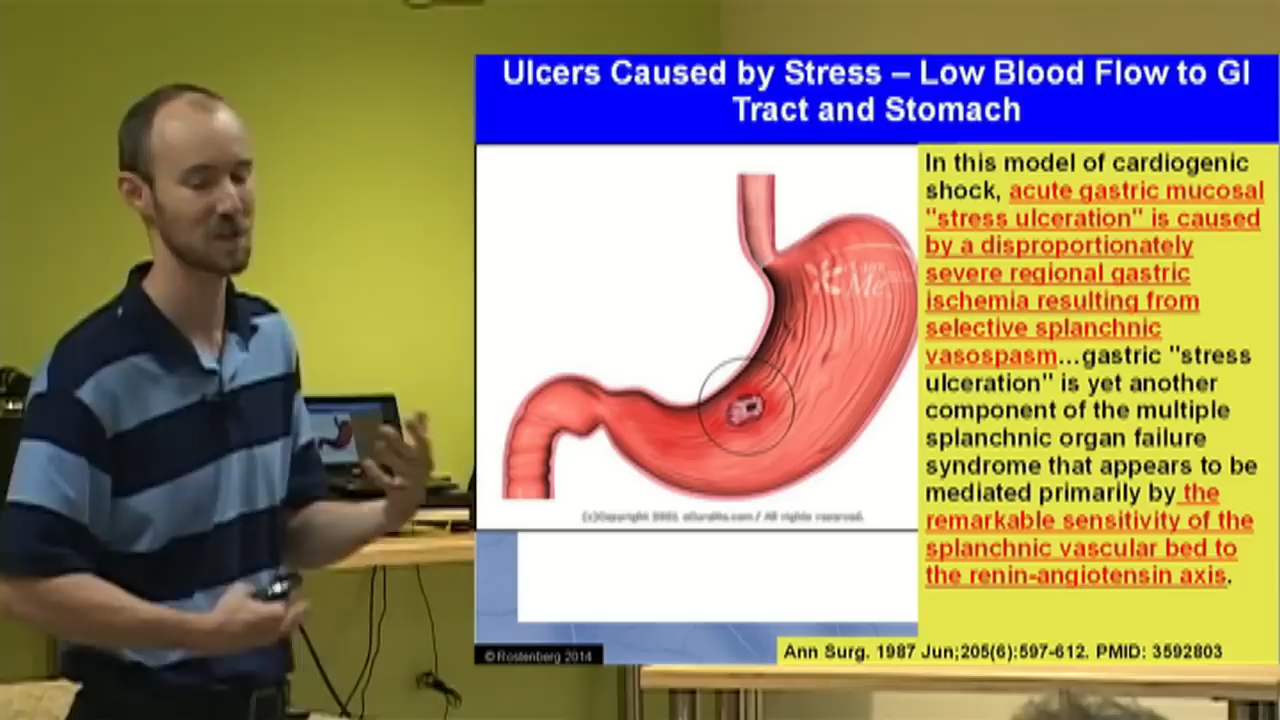 Ulcers Caused by Stress – Low Blood Flow to GI
Tract and Stomach
In this model of cardiogenic
shock, acute gastric mucosal
"stress ulceration" is caused
by a disproportionately
severe regional gastric
ischemia resulting from
selective splanchnic
vasospasm...gastric "stress
ulceration" is yet another
component of the multiple
splanchnic organ failure
syndrome that appears to be
mediated primarily by the
remarkable sensitivity of the
splanchnic vascular bed to
the renin-angiotensin axis.
All rights reserved.
© Rostenberg 2014
Ann Surg. 1987 Jun;205(6):597-612. PMID: 3592803